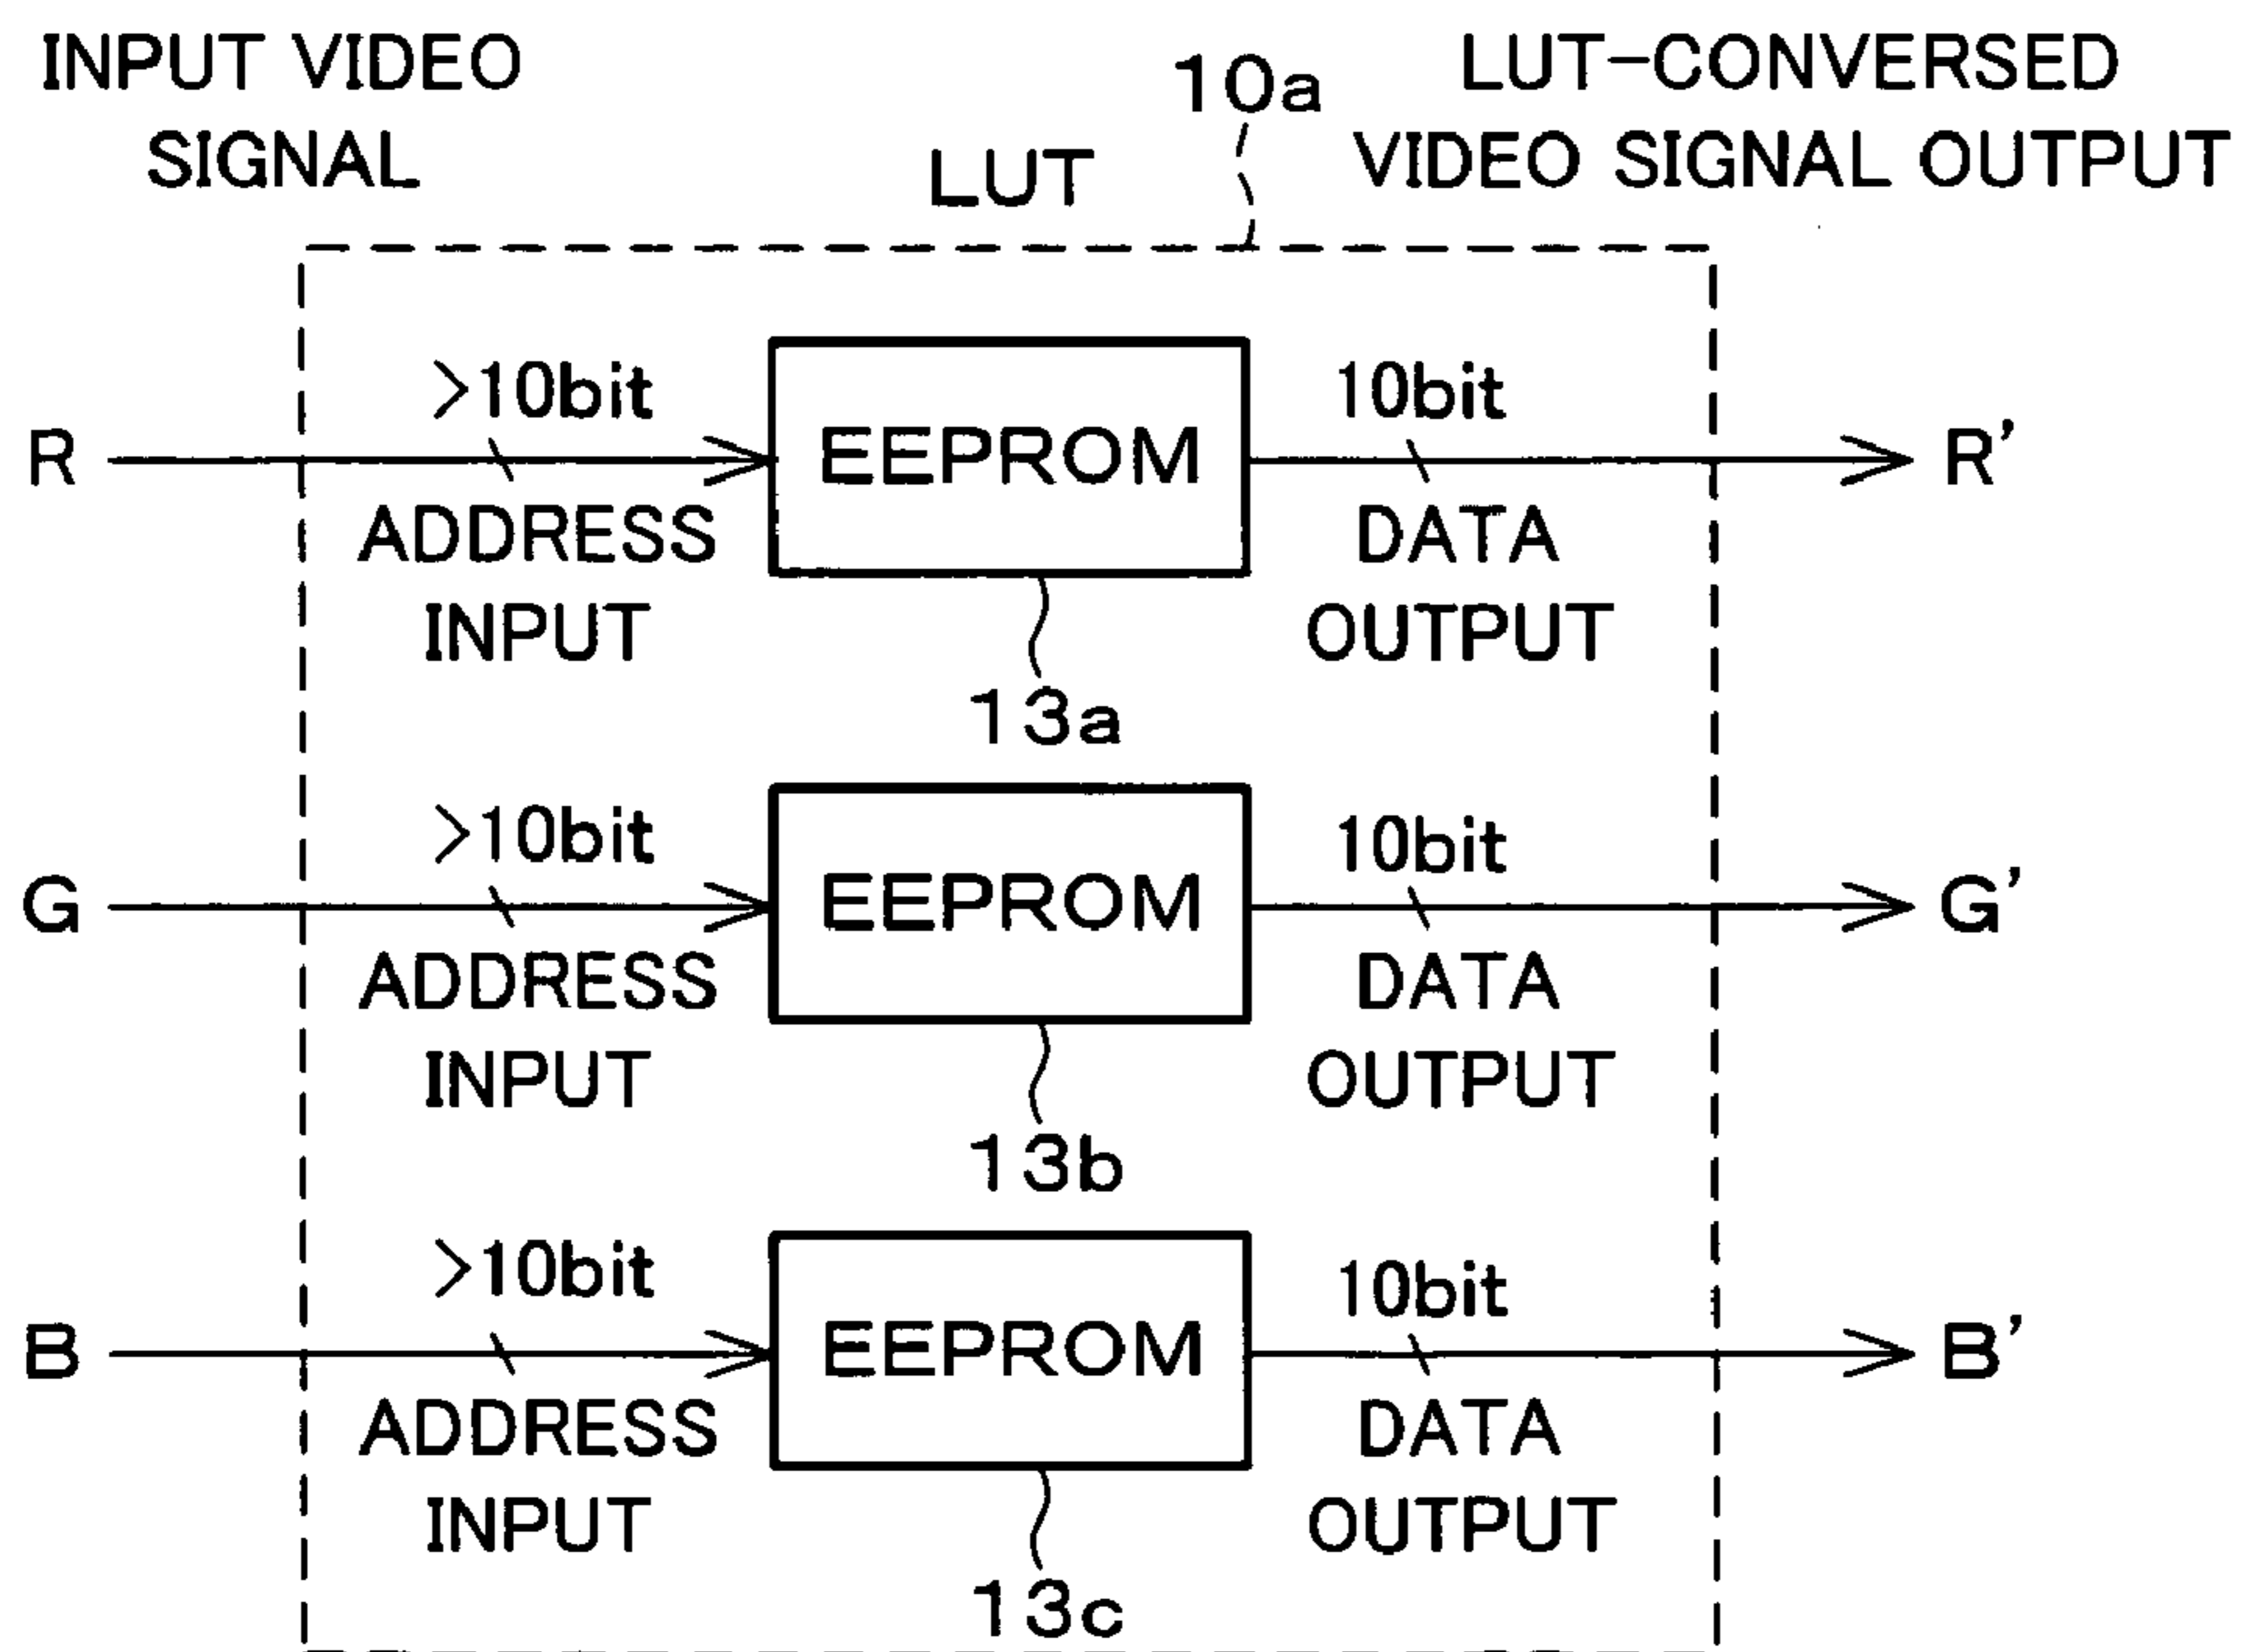 INPUT VIDEO
SIGNAL
LUT
10a
LUT-CONVERSED
VIDEO SIGNAL OUTPUT
R
>10bit
ADDRESS
INPUT
EEPROM
13a
10bit
DATA
OUTPUT
R'
G
>10bit
ADDRESS
INPUT
EEPROM
13b
10bit
DATA
OUTPUT
G'
B
>10bit
ADDRESS
INPUT
EEPROM
13c
10bit
DATA
OUTPUT
B'